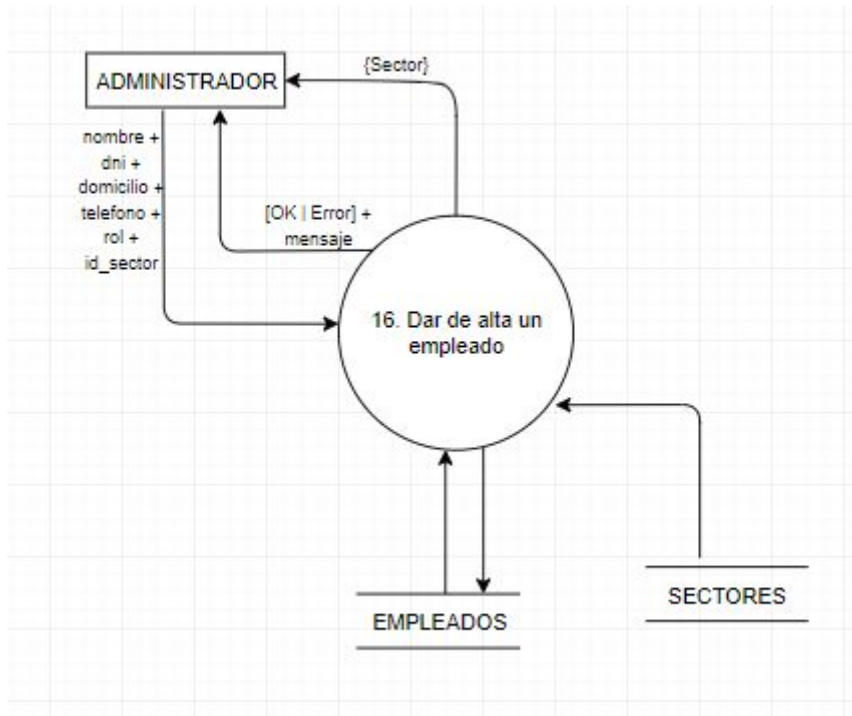 {Sector}
ADMINISTRADOR
nombre +
dni +
domicilio +
telefono +
rol +
id_sector
[OK | Error] +
mensaje
16. Dar de alta un
empleado
SECTORES
EMPLEADOS